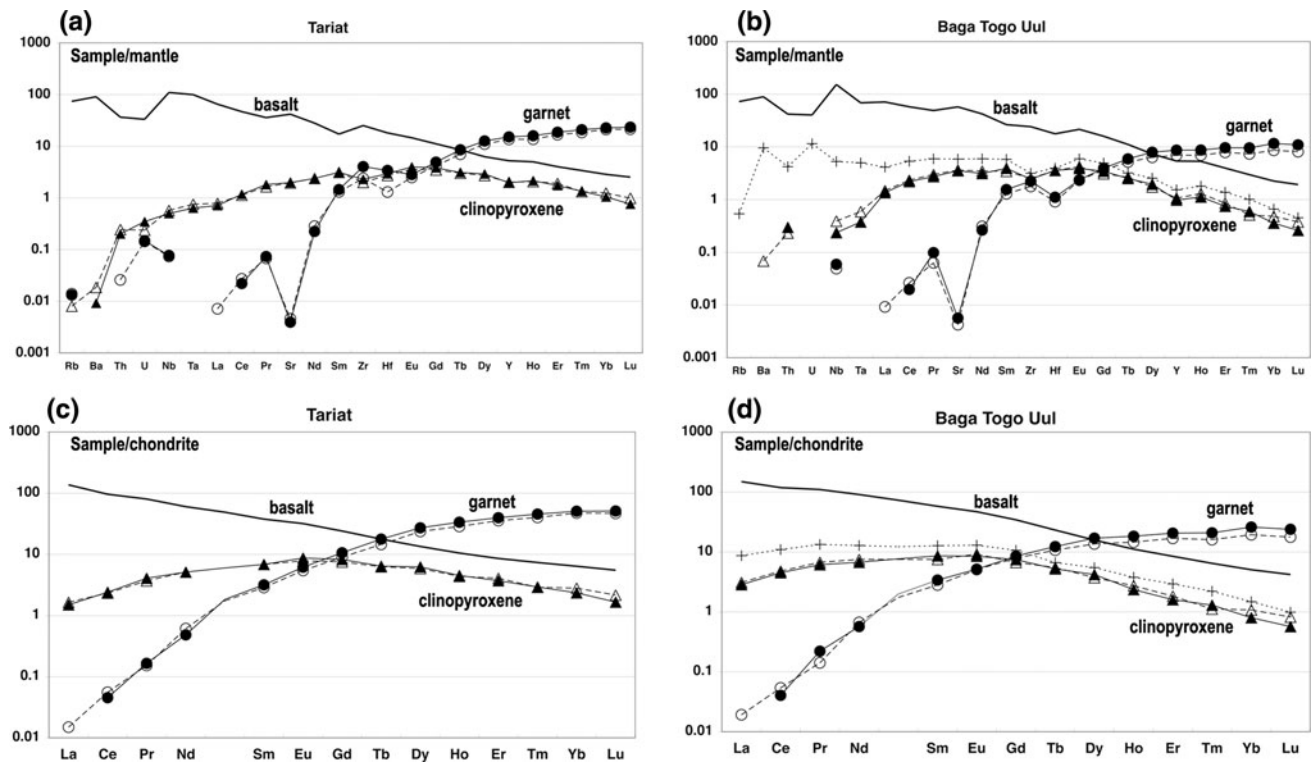 (a) Tariat
1000
Sample/mantle
100
basalt
garnet
10
1
clinopyroxene
0.1
0.01
0.001
Rb Ba Th U Nb Ta La Ce Pr Sr Nd Sm Zr Hf Eu Gd Tb Dy Y Ho Er Tm Yb Lu
(b) Baga Togo Uul
1000
Sample/mantle
100
basalt
garnet
10
1
clinopyroxene
0.1
0.01
0.001
Rb Ba Th U Nb Ta La Ce Pr Sr Nd Sm Zr Hf Eu Gd Tb Dy Y Ho Er Tm Yb Lu
(c) Tariat
1000
Sample/chondrite
100
basalt
garnet
10
clinopyroxene
1
0.1
0.01
La Ce Pr Nd Sm Eu Gd Tb Dy Ho Er Tm Yb Lu
(d) Baga Togo Uul
1000
Sample/chondrite
100
basalt
garnet
10
1
clinopyroxene
0.1
0.01
La Ce Pr Nd Sm Eu Gd Tb Dy Ho Er Tm Yb Lu